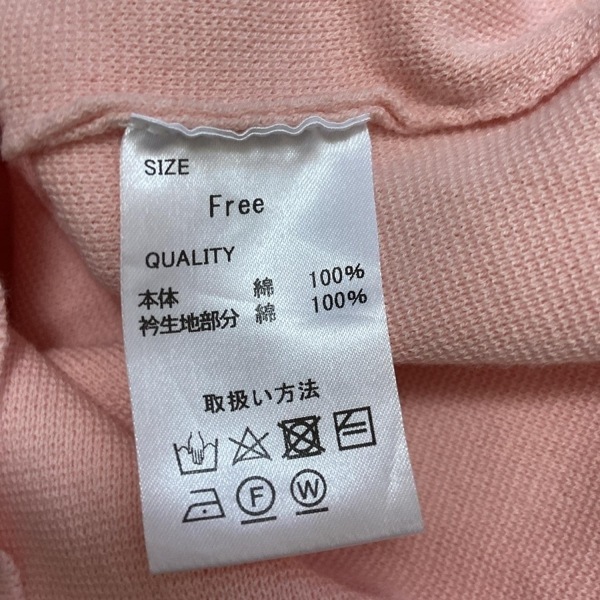 SIZE
Free
QUALITY
本体 綿 100%
衿生地部分 綿 100%
取扱い方法
F W